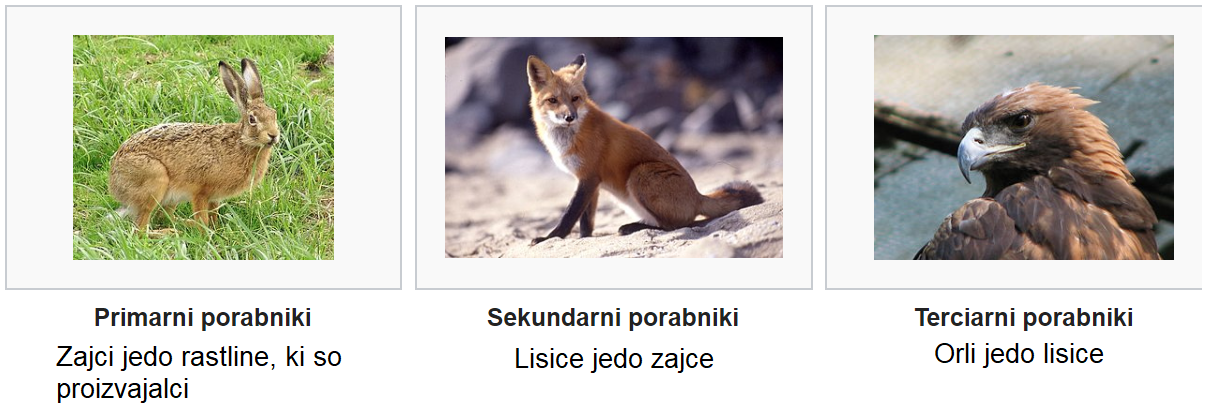 Primarni porabniki
Zajci jedo rastline, ki so
proizvajalci
Sekundarni porabniki
Lisice jedo zajce
Terciarni porabniki
Orli jedo lisice